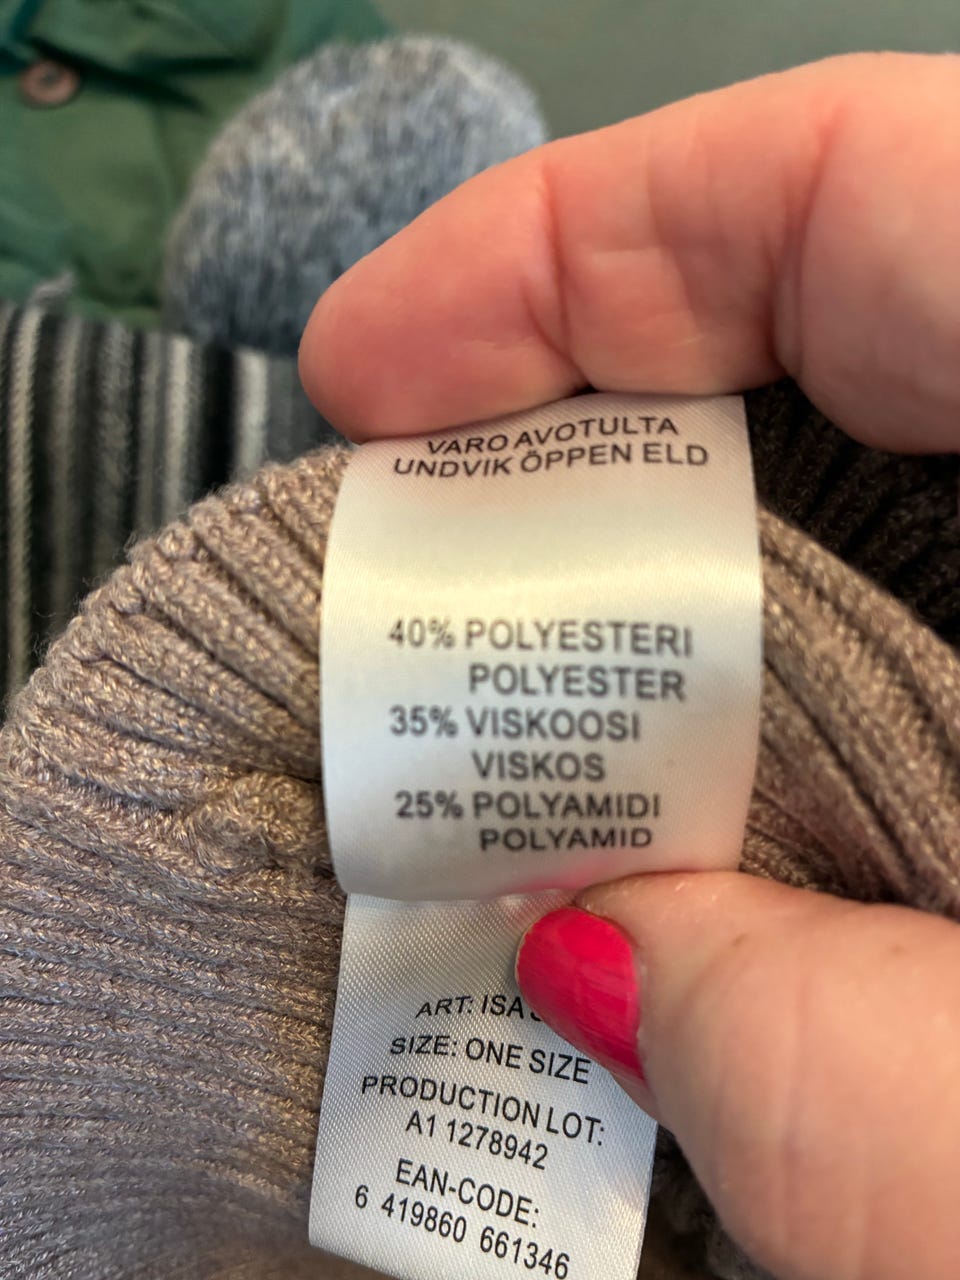 VARO AVOTULTA
UNDVIK ÖPPEN ELD
40% POLYESTERI
POLYESTER
35% VISKOOSI
VISKOS
25% POLYAMIDI
POLYAMID
ART:
SIZE: ONE SIZE
PRODUCTION LOT:
A1 1278942
EAN-CODE:
6 419860 661346